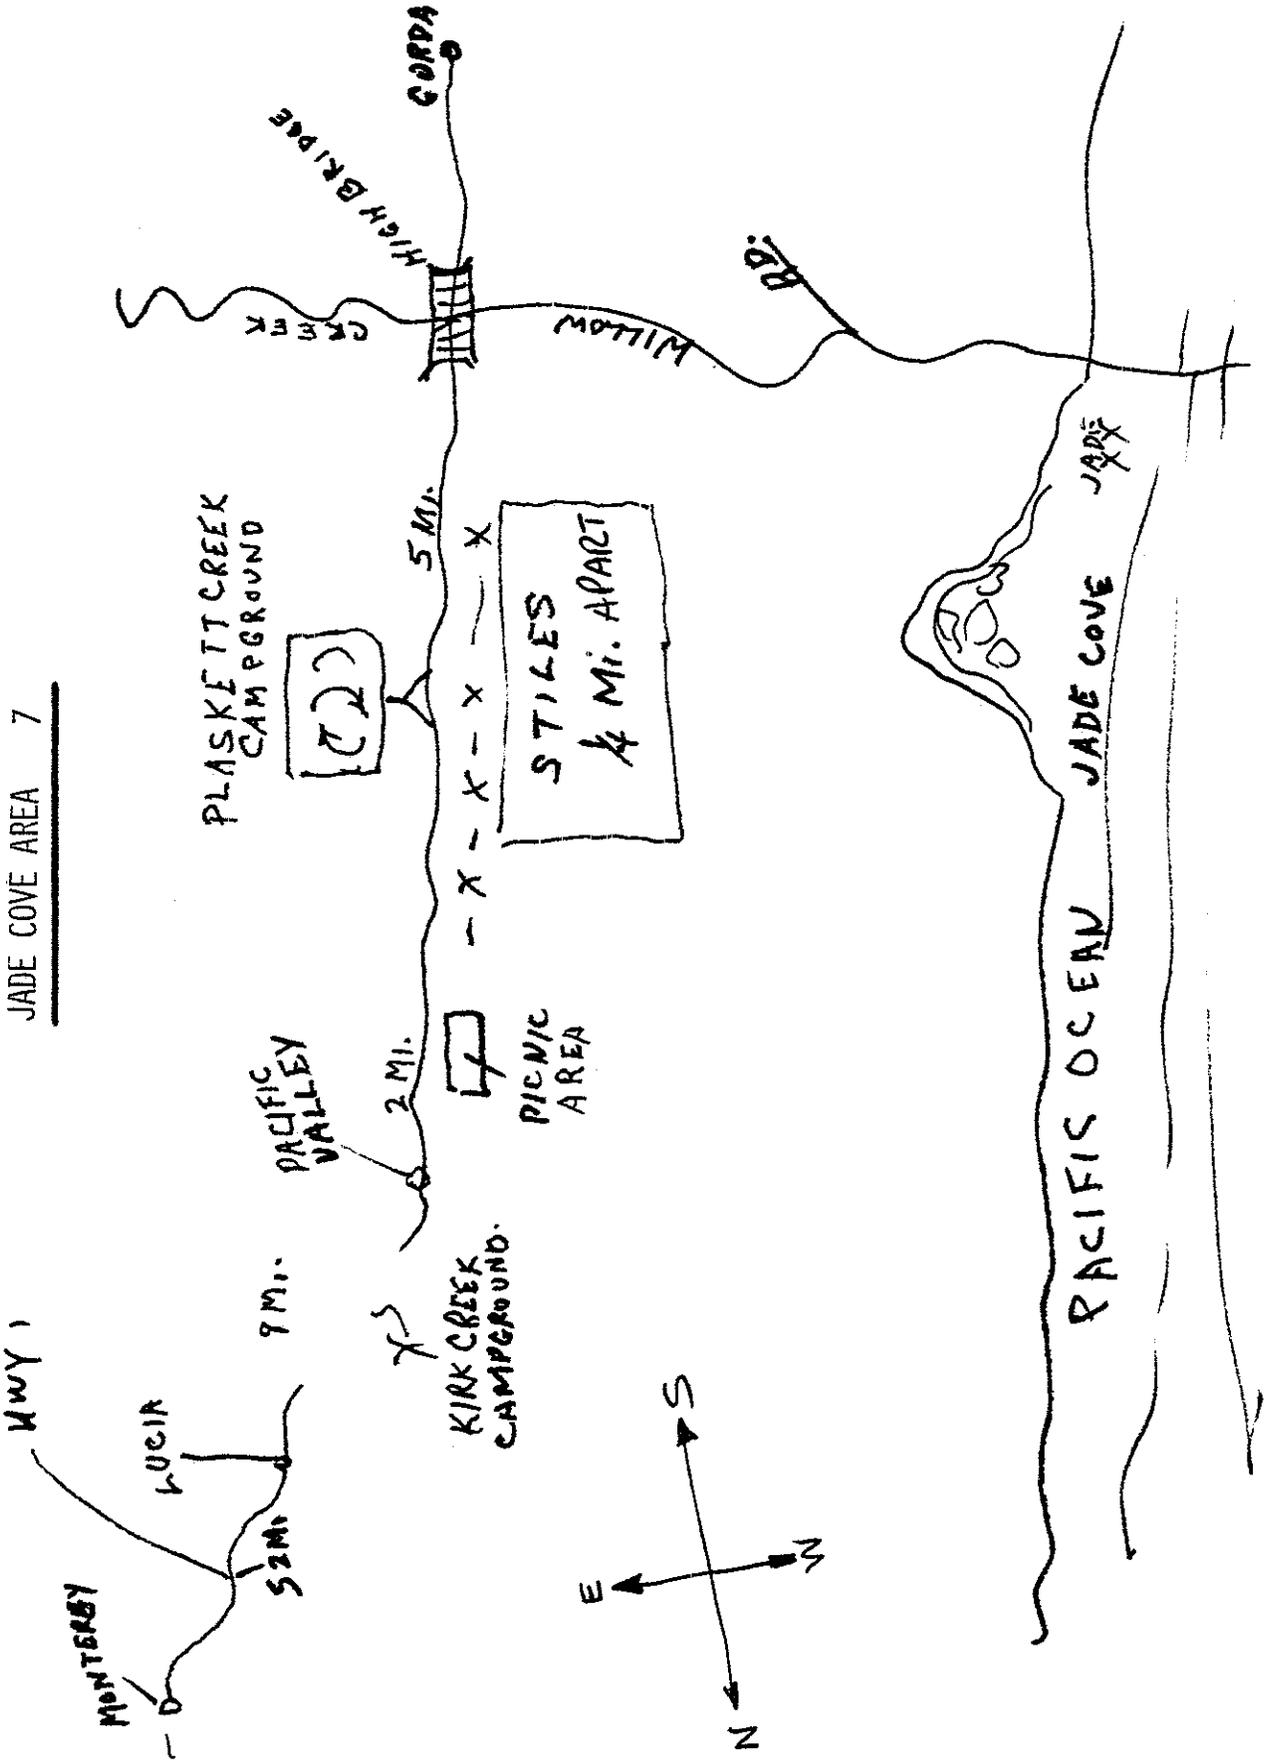 JADE COVE AREA 7
HWY 1
MONTEREY
52 MI.
LUCIA
9 MI.
KIRK CREEK
CAMPGROUND.
PACIFIC
VALLEY
2 MI.
PICNIC
AREA
PLASKETT CREEK
CAMPGROUND
5 MI.
STILES
1/4 Mi. APART
CREEK
HIGH BRIDGE
GORDA
WILLOW
RD.
N
E
S
W
PACIFIS OCEAN
JADE COVE
JADE